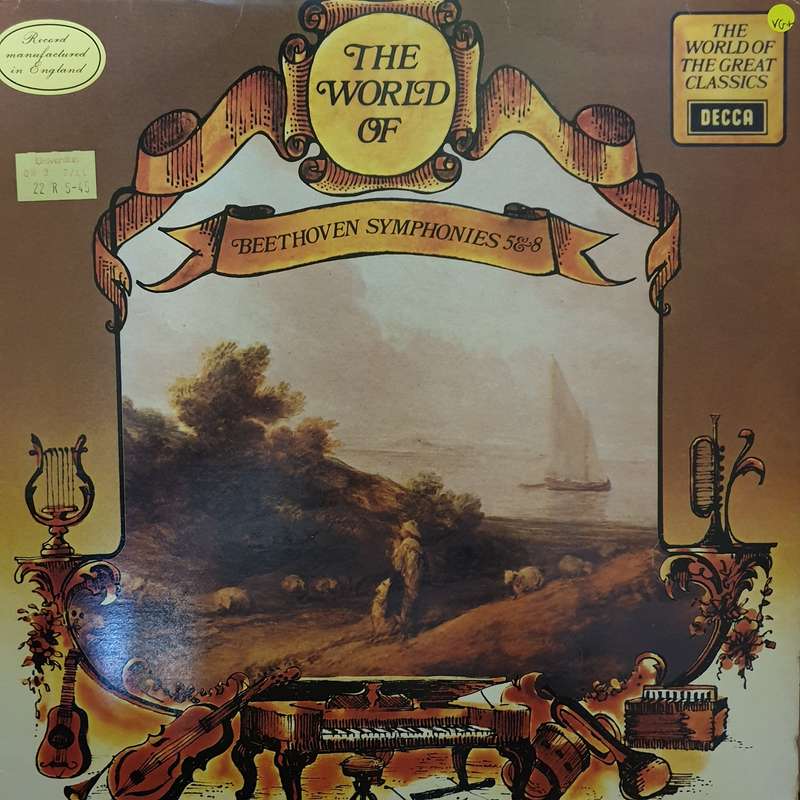 Record
manufactured
in England
THE
WORLD
OF
THE
WORLD OF
THE GREAT
CLASSICS
DECCA
VG+
22 R 5-45
BEETHOVEN SYMPHONIES 5&8